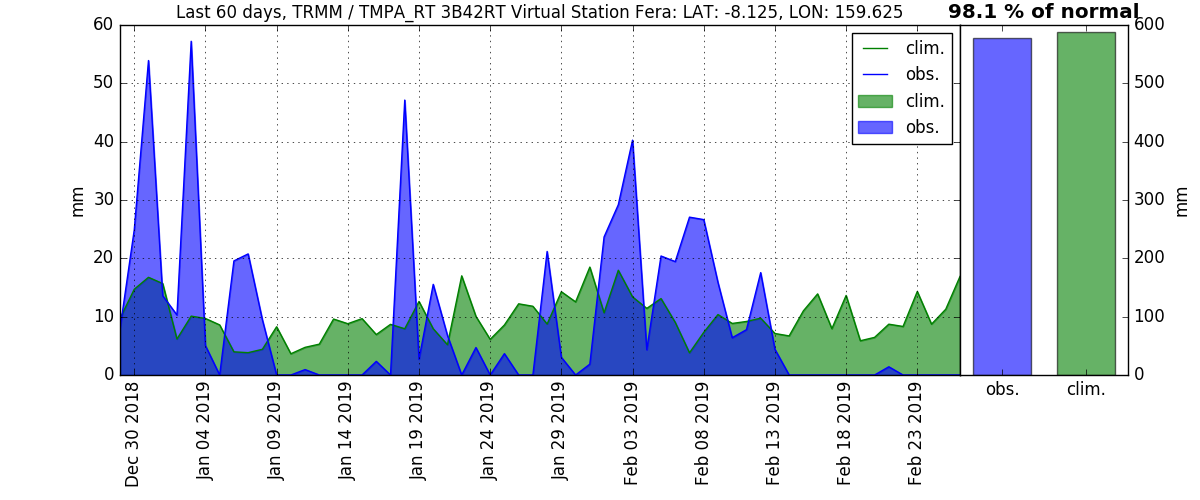 Last 60 days, TRMM / TMPA_RT 3B42RT Virtual Station Fera: LAT: -8.125, LON: 159.625
98.1 % of normal
60
50
40
30
20
10
0
mm
clim.
obs.
clim.
obs.
600
500
400
300
200
100
0
mm
Dec 30 2018
Jan 04 2019
Jan 09 2019
Jan 14 2019
Jan 19 2019
Jan 24 2019
Jan 29 2019
Feb 03 2019
Feb 08 2019
Feb 13 2019
Feb 18 2019
Feb 23 2019
obs.
clim.